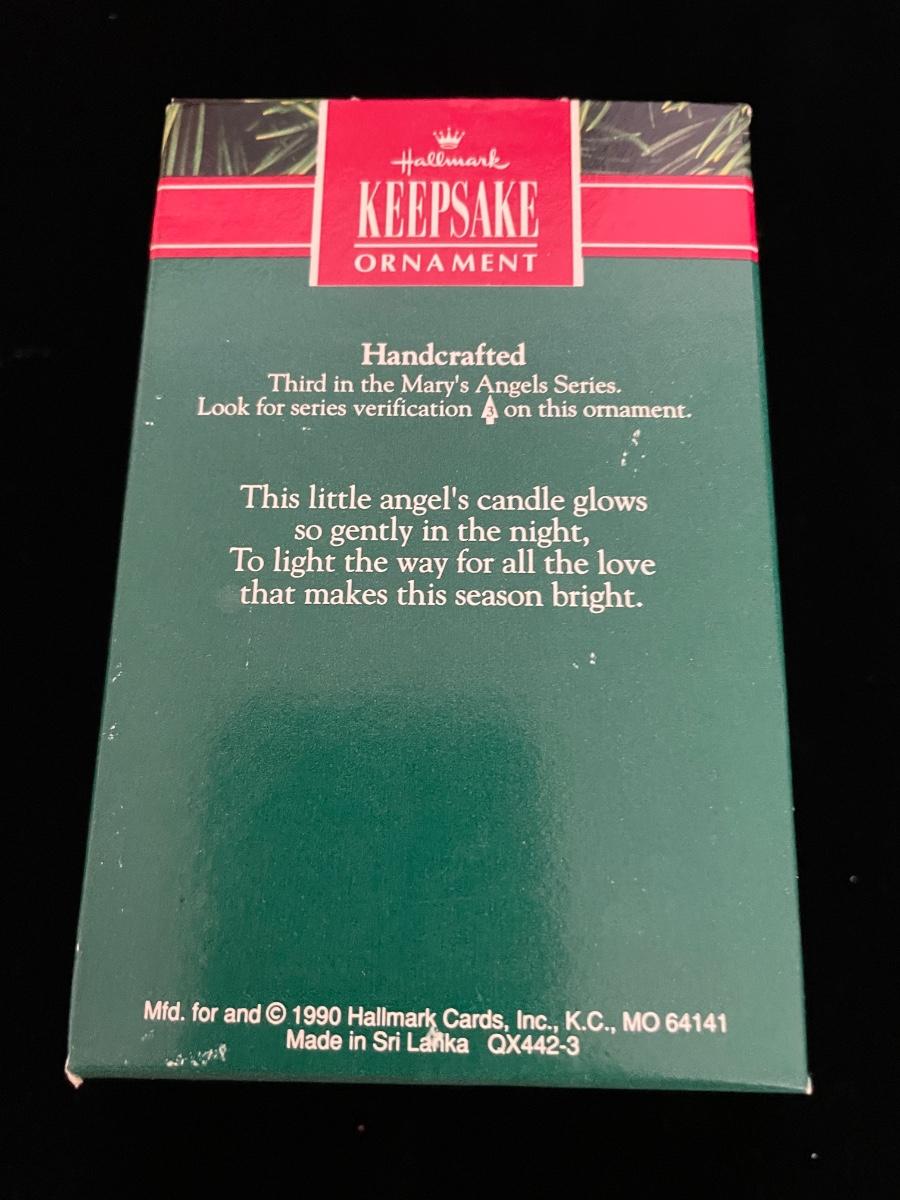 Hallmark
KEEPSAKE
ORNAMENT
Handcrafted
Third in the Mary's Angels Series.
Look for series verification 3 on this ornament.
This little angel's candle glows
so gently in the night,
To light the way for all the love
that makes this season bright.
Mfd. for and © 1990 Hallmark Cards, Inc., K.C., MO 64141
Made in Sri Lanka QX442-3